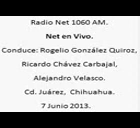 Radio Net 1060 AM.
Net en Vivo.
Conduce: Rogelio González Quiroz,
Ricardo Chávez Carbajal,
Alejandro Velasco.
Cd. Juárez, Chihuahua.
7 Junio 2013.